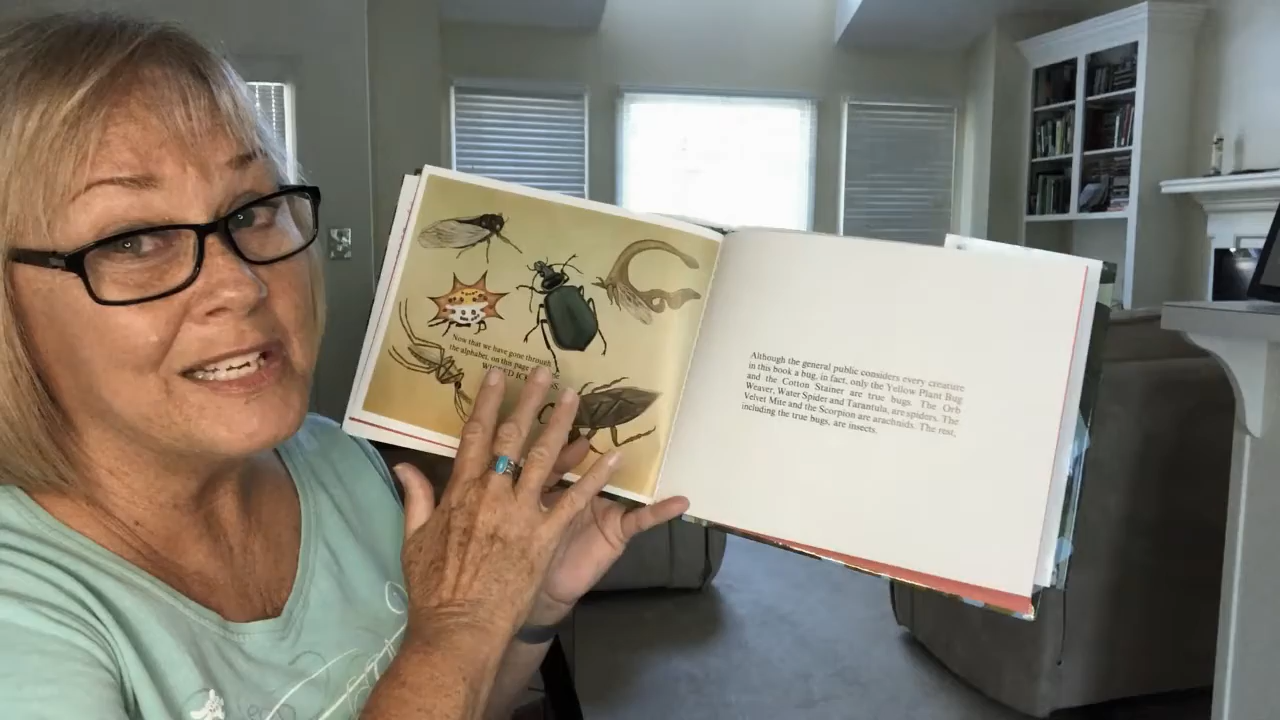 Now that we have gone through
the alphabet, on this page
WICKED ICKY
Although the general public considers every creature
in this book a bug, in fact, only the Yellow Plant Bug
and the Cotton Stainer are true bugs. The Orb
Weaver, Water Spider and Tarantula, are spiders. The
Velvet Mite and the Scorpion are arachnids. The rest,
including the true bugs, are insects.